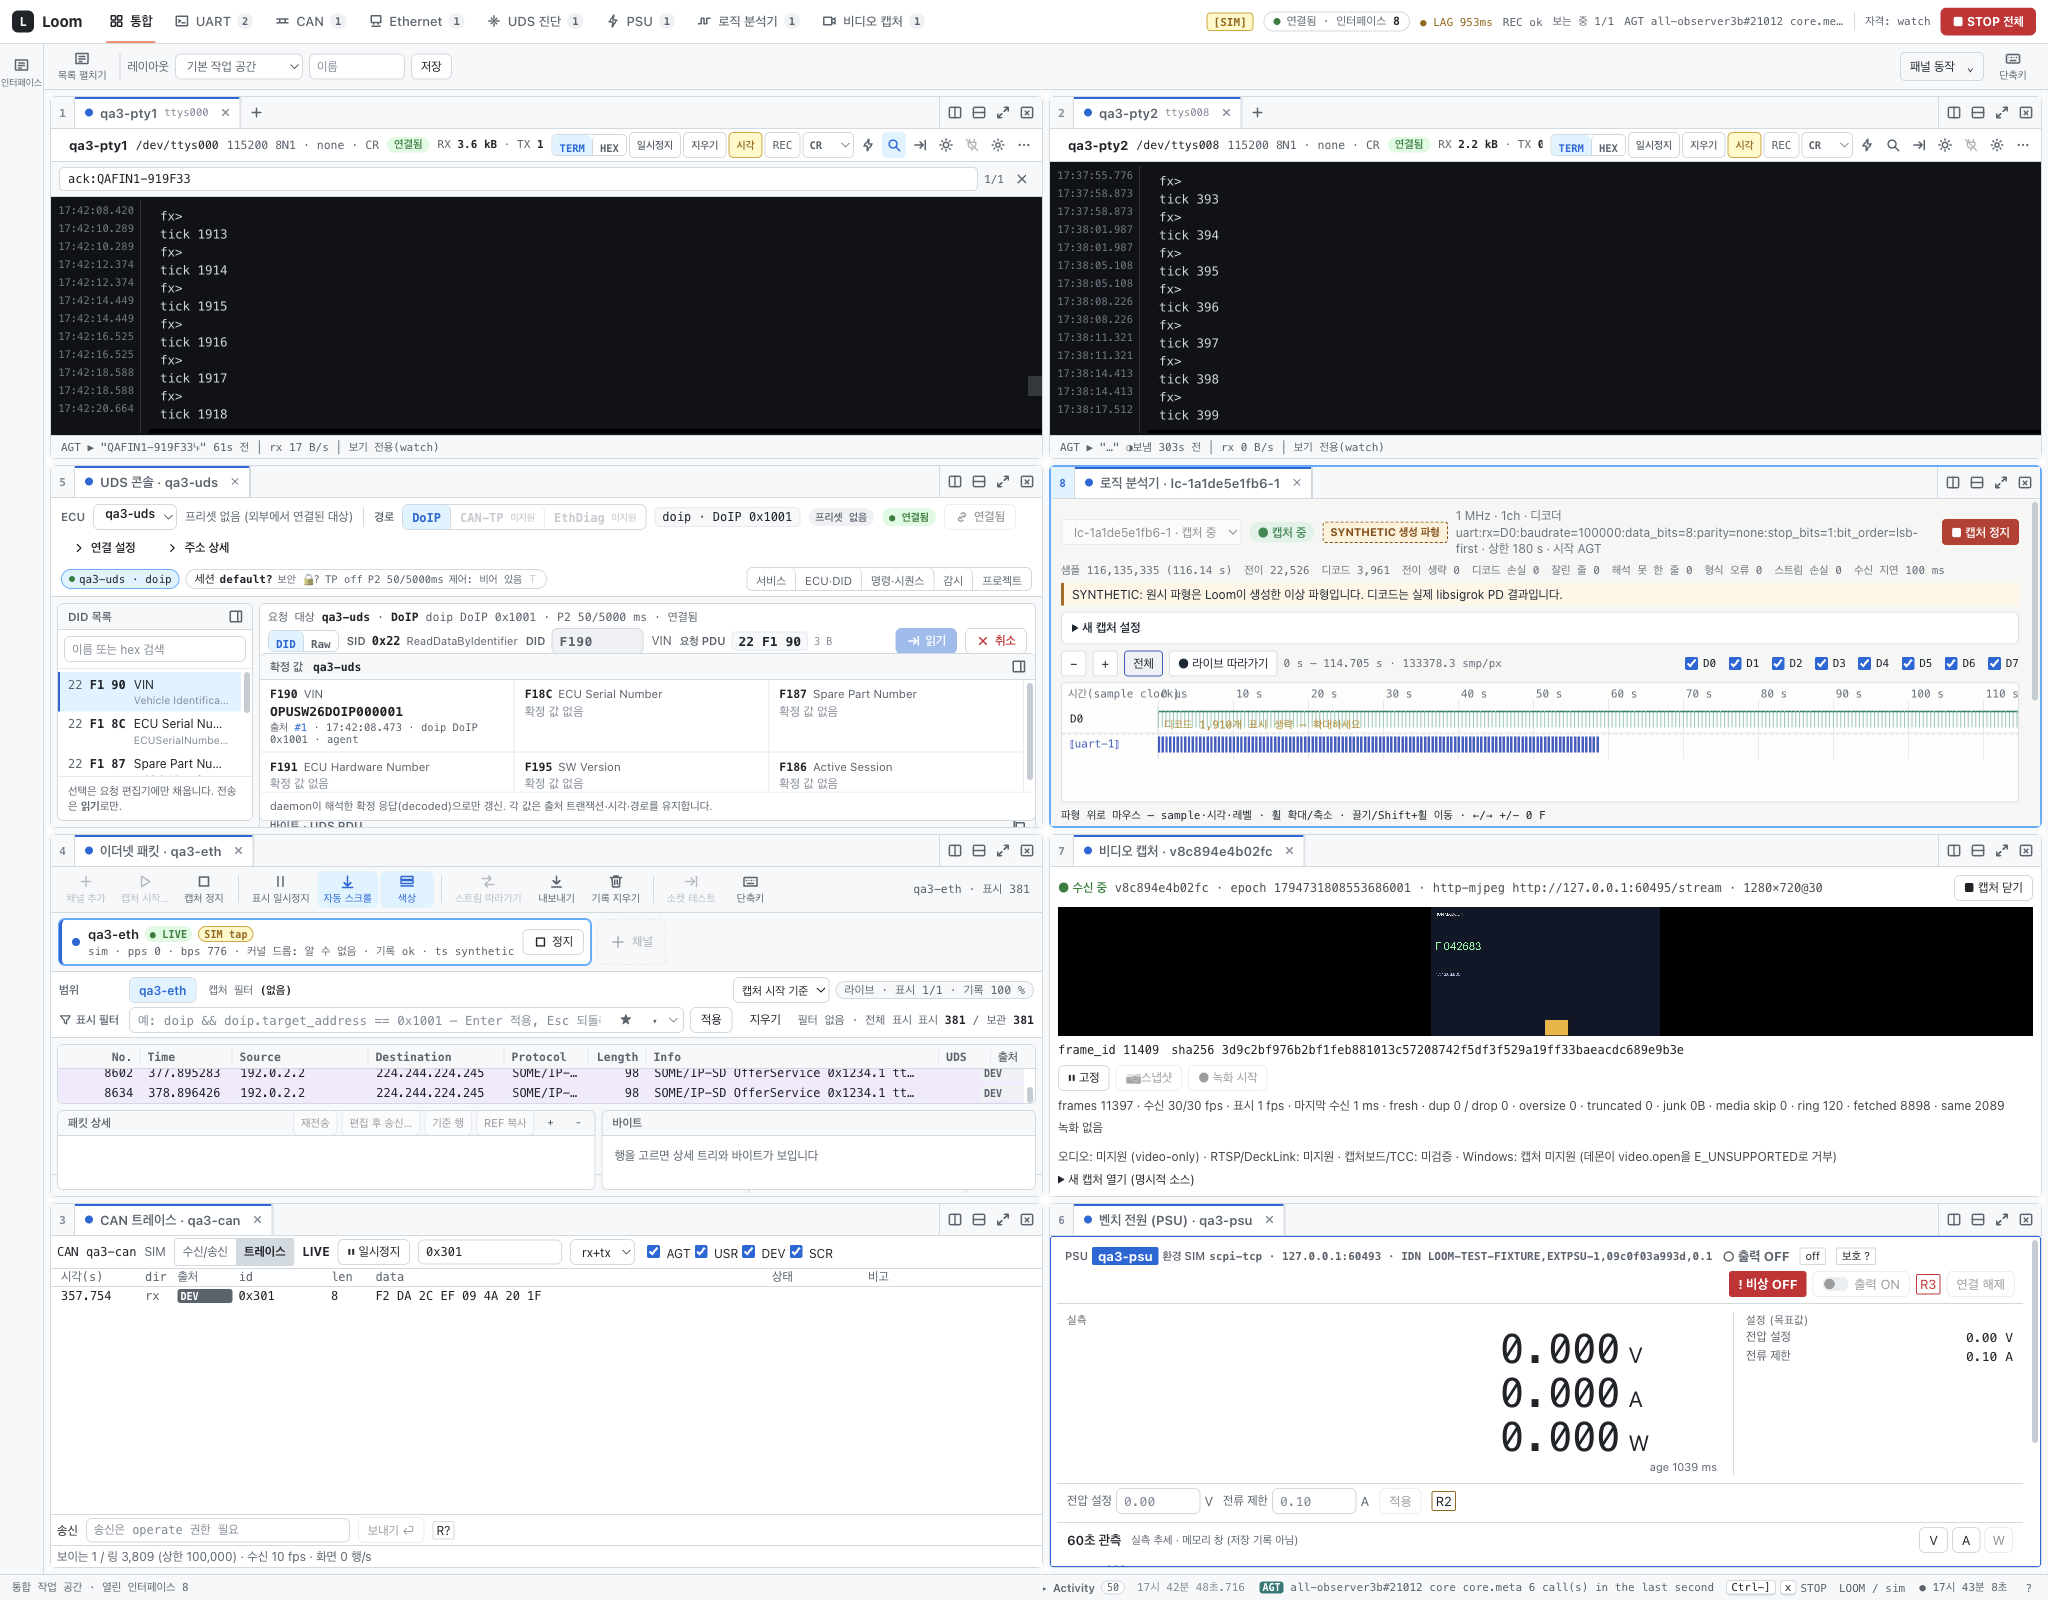 L Loom 통합 UART 2 CAN 1 Ethernet 1 UDS 진단 1 PSU 1 로직 분석기 1 비디오 캡처 1 [SIM] 연결됨 · 인터페이스 8 LAG 953ms REC ok 보는 중 1/1 AGT all-observer3b#21012 core.me… 자격: watch STOP 전체
인터페이스 목록 펼치기 레이아웃 기본 작업 공간 이름 저장 패널 동작 단축키
1 qa3-pty1 ttys000 × +
qa3-pty1 /dev/ttys000 115200 8N1 · none · CR 연결됨 RX 3.6 kB · TX 1 TERM HEX 일시정지 지우기 시각 REC CR
ack:QAFIN1-919F33 1/1 ×
17:42:08.420 fx>
17:42:10.289 tick 1913
17:42:10.289 fx>
17:42:12.374 tick 1914
17:42:12.374 fx>
17:42:14.449 tick 1915
17:42:14.449 fx>
17:42:16.525 tick 1916
17:42:16.525 fx>
17:42:18.588 tick 1917
17:42:18.588 fx>
17:42:20.664 tick 1918
AGT ▶ "QAFIN1-919F33␍" 61s 전 | rx 17 B/s | 보기 전용(watch)
2 qa3-pty2 ttys008 × +
qa3-pty2 /dev/ttys008 115200 8N1 · none · CR 연결됨 RX 2.2 kB · TX 0 TERM HEX 일시정지 지우기 시각 REC CR
17:37:55.776 fx>
17:37:58.873 tick 393
17:37:58.873 fx>
17:38:01.987 tick 394
17:38:01.987 fx>
17:38:05.108 tick 395
17:38:05.108 fx>
17:38:08.226 tick 396
17:38:08.226 fx>
17:38:11.321 tick 397
17:38:11.321 fx>
17:38:14.413 tick 398
17:38:14.413 fx>
17:38:17.512 tick 399
AGT ▶ "…" ◑보냄 303s 전 | rx 0 B/s | 보기 전용(watch)
5 UDS 콘솔 · qa3-uds ×
ECU qa3-uds 프리셋 없음 (외부에서 연결된 대상) 경로 DoIP CAN-TP 미지원 EthDiag 미지원 doip · DoIP 0x1001 프리셋 없음 연결됨 연결됨
연결 설정 주소 상세
qa3-uds · doip 세션 default? 보안 ? TP off P2 50/5000ms 제어: 비어 있음 T 서비스 ECU·DID 명령·시퀀스 감시 프로젝트
DID 목록
이름 또는 hex 검색
22 F1 90 VIN
Vehicle Identifica…
22 F1 8C ECU Serial Nu…
ECUSerialNumbe…
22 F1 87 Spare Part Nu…
선택은 요청 편집기에만 채웁니다. 전송
은 읽기로만.
요청 대상 qa3-uds · DoIP doip DoIP 0x1001 · P2 50/5000 ms · 연결됨
DID Raw SID 0x22 ReadDataByIdentifier DID F190 VIN 요청 PDU 22 F1 90 3 B 읽기 취소
확정 값 qa3-uds
F190 VIN F18C ECU Serial Number F187 Spare Part Number
OPUSW26DOIP000001 확정 값 없음 확정 값 없음
출처 #1 · 17:42:08.473 · doip DoIP
0x1001 · agent
F191 ECU Hardware Number F195 SW Version F186 Active Session
확정 값 없음 확정 값 없음 확정 값 없음
daemon이 해석한 확정 응답(decoded)으로만 갱신. 각 값은 출처 트랜잭션·시각·경로를 유지합니다.
바이트 · UDS PDU
8 로직 분석기 · lc-1a1de5e1fb6-1 ×
lc-1a1de5e1fb6-1 · 캡처 중 캡처 중 SYNTHETIC 생성 파형 1 MHz · 1ch · 디코더
uart:rx=D0:baudrate=100000:data_bits=8:parity=none:stop_bits=1:bit_order=lsb-
first · 상한 180 s · 시작 AGT 캡처 정지
샘플 116,135,335 (116.14 s) 전이 22,526 디코드 3,961 전이 생략 0 디코드 손실 0 잘린 줄 0 해석 못 한 줄 0 형식 오류 0 스트림 손실 0 수신 지연 100 ms
SYNTHETIC: 원시 파형은 Loom이 생성한 이상 파형입니다. 디코드는 실제 libsigrok PD 결과입니다.
▶ 새 캡처 설정
− + 전체 ● 라이브 따라가기 0 s — 114.705 s · 133378.3 smp/px D0 D1 D2 D3 D4 D5 D6 D7
시간(sample clock) 0 µs 10 s 20 s 30 s 40 s 50 s 60 s 70 s 80 s 90 s 100 s 110 s
D0 디코드 1,910개 표시 생략 — 확대하세요
⟦uart-1⟧
파형 위로 마우스 — sample·시각·레벨 · 휠 확대/축소 · 끌기/Shift+휠 이동 · ←/→ +/− 0 F
4 이더넷 패킷 · qa3-eth ×
채널 추가 캡처 시작… 캡처 정지 표시 일시정지 자동 스크롤 색상 스트림 따라가기 내보내기 기록 지우기 소켓 테스트 단축키 qa3-eth · 표시 381
qa3-eth LIVE SIM tap
sim · pps 0 · bps 776 · 커널 드롭: 알 수 없음 · 기록 ok · ts synthetic 정지 + 채널
범위 qa3-eth 캡처 필터 (없음) 캡처 시작 기준 라이브 · 표시 1/1 · 기록 100 %
표시 필터 예: doip && doip.target_address == 0x1001 — Enter 적용, Esc 되돌 ★ 적용 지우기 필터 없음 · 전체 표시 표시 381 / 보관 381
No. Time Source Destination Protocol Length Info UDS 출처
8602 377.895283 192.0.2.2 224.244.224.245 SOME/IP-… 98 SOME/IP-SD OfferService 0x1234.1 tt… DEV
8634 378.896426 192.0.2.2 224.244.224.245 SOME/IP-… 98 SOME/IP-SD OfferService 0x1234.1 tt… DEV
패킷 상세 재전송 편집 후 송신… 기준 행 REF 복사 + -
바이트
행을 고르면 상세 트리와 바이트가 보입니다
7 비디오 캡처 · v8c894e4b02fc ×
수신 중 v8c894e4b02fc · epoch 1794731808553686001 · http-mjpeg http://127.0.0.1:60495/stream · 1280×720@30 캡처 닫기
042683
frame_id 11409 sha256 3d9c2bf976b2bf1feb881013c57208742f5df3f529a19ff33baeacdc689e9b3e
고정 스냅샷 녹화 시작
frames 11397 · 수신 30/30 fps · 표시 1 fps · 마지막 수신 1 ms · fresh · dup 0 / drop 0 · oversize 0 · truncated 0 · junk 0B · media skip 0 · ring 120 · fetched 8898 · same 2089
녹화 없음
오디오: 미지원 (video-only) · RTSP/DeckLink: 미지원 · 캡처보드/TCC: 미검증 · Windows: 캡처 미지원 (데몬이 video.open을 E_UNSUPPORTED로 거부)
▶ 새 캡처 열기 (명시적 소스)
3 CAN 트레이스 · qa3-can ×
CAN qa3-can SIM 수신/송신 트레이스 LIVE 일시정지 0x301 rx+tx AGT USR DEV SCR
시각(s) dir 출처 id len data 상태 비고
357.754 rx DEV 0x301 8 F2 DA 2C EF 09 4A 20 1F
송신 송신은 operate 권한 필요 보내기 R?
보이는 1 / 링 3,809 (상한 100,000) · 수신 10 fps · 화면 0 행/s
6 벤치 전원 (PSU) · qa3-psu ×
PSU qa3-psu 환경 SIM scpi-tcp · 127.0.0.1:60493 · IDN LOOM-TEST-FIXTURE,EXTPSU-1,09c0f03a993d,0.1 출력 OFF off 보호 ?
! 비상 OFF 출력 ON R3 연결 해제
실측 설정 (목표값)
0.000 V 전압 설정 0.00 V
0.000 A 전류 제한 0.10 A
0.000 W
age 1039 ms
전압 설정 0.00 V 전류 제한 0.10 A 적용 R2
60초 관측 실측 추세 · 메모리 창 (저장 기록 아님) V A W
통합 작업 공간 · 열린 인터페이스 8 Activity 50 17시 42분 48초.716 AGT all-observer3b#21012 core core.meta 6 call(s) in the last second Ctrl-] x STOP LOOM / sim ● 17시 43분 8초 ?